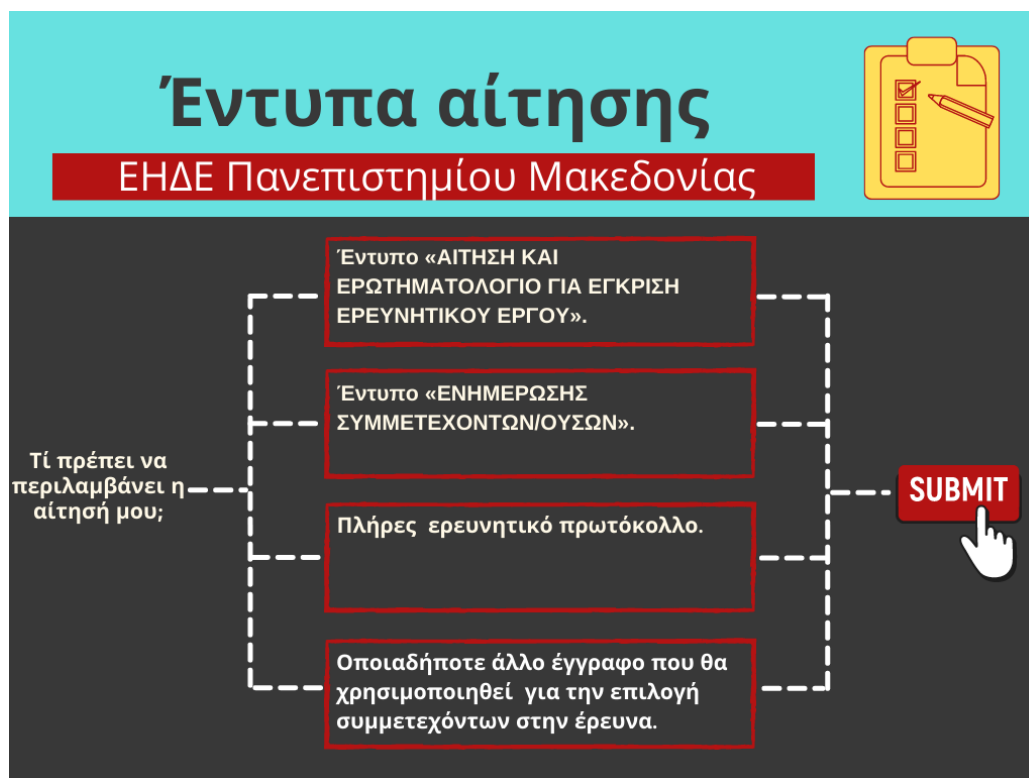 Έντυπα αίτησης
ΕΗΔΕ Πανεπιστημίου Μακεδονίας
Τί πρέπει να
περιλαμβάνει η
αίτησή μου;
Έντυπο «ΑΙΤΗΣΗ ΚΑΙ
ΕΡΩΤΗΜΑΤΟΛΟΓΙΟ ΓΙΑ ΕΓΚΡΙΣΗ
ΕΡΕΥΝΗΤΙΚΟΥ ΕΡΓΟΥ».
Έντυπο «ΕΝΗΜΕΡΩΣΗΣ
ΣΥΜΜΕΤΕΧΟΝΤΩΝ/ΟΥΣΩΝ».
Πλήρες ερευνητικό πρωτόκολλο.
Οποιαδήποτε άλλο έγγραφο που θα
χρησιμοποιηθεί για την επιλογή
συμμετεχόντων στην έρευνα.
SUBMIT